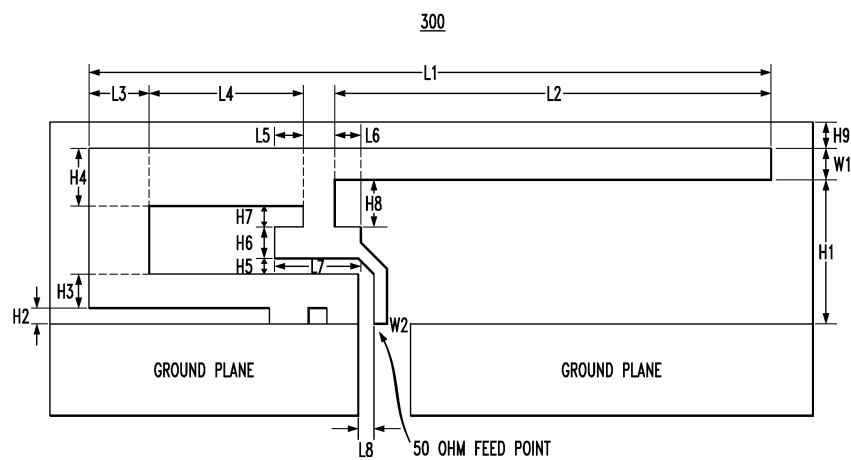 300
L1
L3
L4
L2
L5
L6
H9
W1
H4
H8
H7
H6
H1
H5
L7
H3
H2
W2
GROUND PLANE
GROUND PLANE
L8
50 OHM FEED POINT